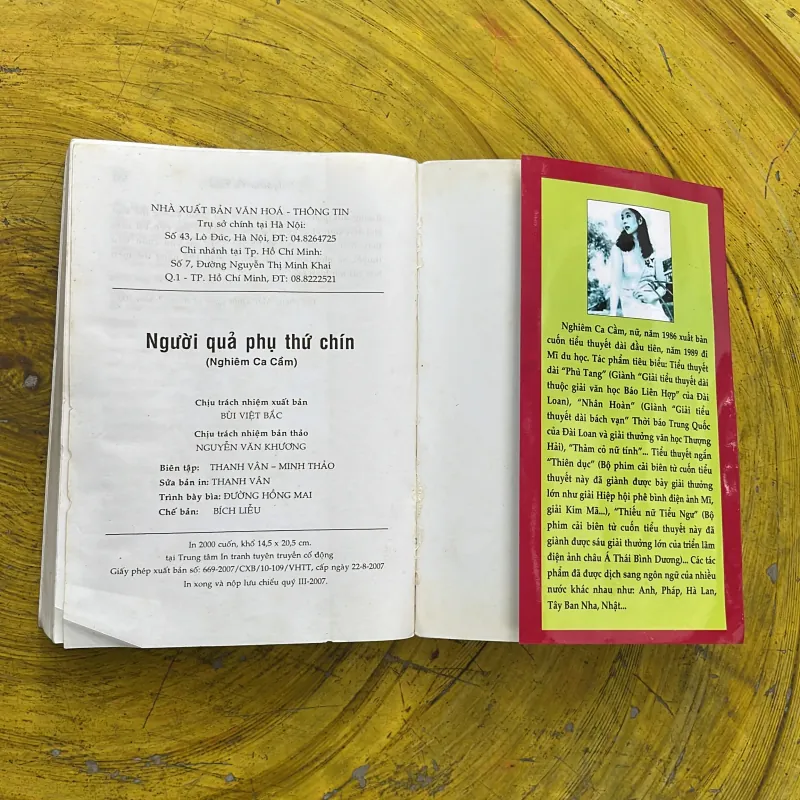 NHÀ XUẤT BẢN VĂN HOÁ - THÔNG TIN
Trụ sở chính tại Hà Nội:
Số 43, Lò Đúc, Hà Nội, ĐT: 04.8264725
Chi nhánh tại Tp. Hồ Chí Minh:
Số 7, Đường Nguyễn Thị Minh Khai
Q.1 - TP. Hồ Chí Minh, ĐT: 08.8222521
Người quả phụ thứ chín
(Nghiêm Ca Cầm)
Chịu trách nhiệm xuất bản
BÙI VIỆT BẮC
Chịu trách nhiệm bản thảo
NGUYỄN VĂN KHƯƠNG
Biên tập: THANH VÂN – MINH THẢO
Sửa bản in: THANH VÂN
Trình bày bìa: ĐƯỜNG HỒNG MAI
Chế bản: BÍCH LIỄU
In 2000 cuốn, khổ 14,5 x 20,5 cm.
tại Trung tâm In tranh tuyên truyền cổ động
Giấy phép xuất bản số: 669-2007/CXB/10-109/VHTT, cấp ngày 22-8-2007
In xong và nộp lưu chiểu quý III-2007.
Nghiêm Ca Cầm, nữ, năm 1986 xuất bản
cuốn tiểu thuyết dài đầu tiên, năm 1989 đi
Mĩ du học. Tác phẩm tiêu biểu: Tiểu thuyết
dài "Phù Tang" (Giành "Giải tiểu thuyết dài
thuộc giải văn học Báo Liên Hợp" của Đài
Loan), "Nhân Hoàn" (Giành "Giải tiểu
thuyết dài bách vạn" Thời báo Trung Quốc
của Đài Loan và giải thưởng văn học Thượng
Hải), "Thảm cỏ nữ tính"... Tiểu thuyết ngắn
"Thiên dục" (Bộ phim cải biên từ cuốn tiểu
thuyết này đã giành được bảy giải thưởng
lớn như giải Hiệp hội phê bình điện ảnh Mĩ,
giải Kim Mã...), "Thiếu nữ Tiểu Ngư" (Bộ
phim cải biên từ cuốn tiểu thuyết này đã
giành được sáu giải thưởng lớn của triển lãm
điện ảnh châu Á Thái Bình Dương)... Các tác
phẩm đã được dịch sang ngôn ngữ của nhiều
nước khác nhau như: Anh, Pháp, Hà Lan,
Tây Ban Nha, Nhật...